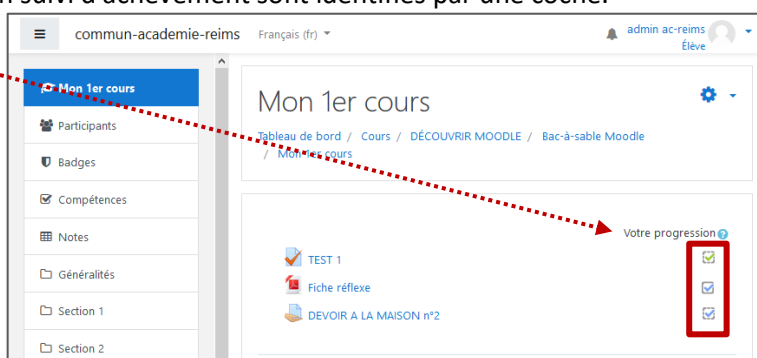 n suivi d'achèvement sont identifiés par une coche.
commun-academie-reims Français (fr)
admin ac-reims
Élève
Mon 1er cours
Participants
Badges
Compétences
Notes
Généralités
Section 1
Section 2
Mon 1er cours
Tableau de bord / Cours / DÉCOUVRIR MOODLE / Bac-à-sable Moodle
/ Mon 1er cours
Votre progression
TEST 1
Fiche réflexe
DEVOIR A LA MAISON n°2